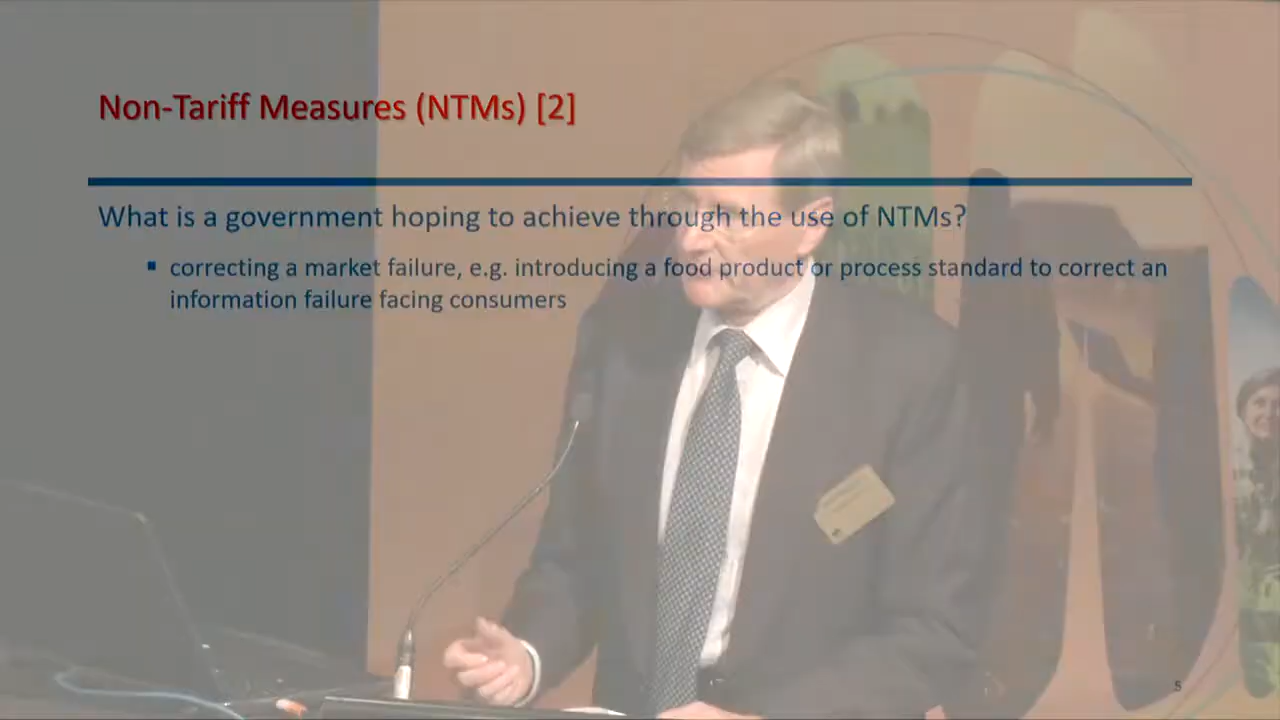 Non-Tariff Measures (NTMs) [2]
What is a government hoping to achieve through the use of NTMs?
▪ correcting a market failure, e.g. introducing a food product or process standard to correct an
information failure facing consumers
5